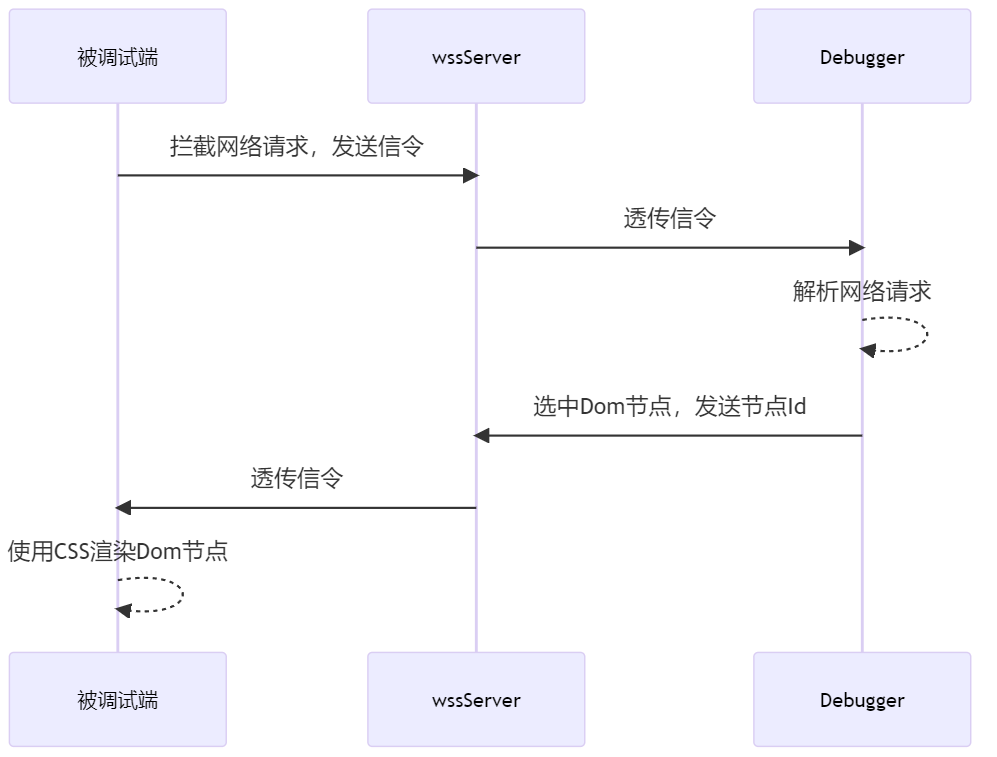 被调试端
wssServer
Debugger
拦截网络请求，发送信令
透传信令
解析网络请求
选中Dom节点，发送节点Id
透传信令
使用CSS渲染Dom节点
被调试端
wssServer
Debugger